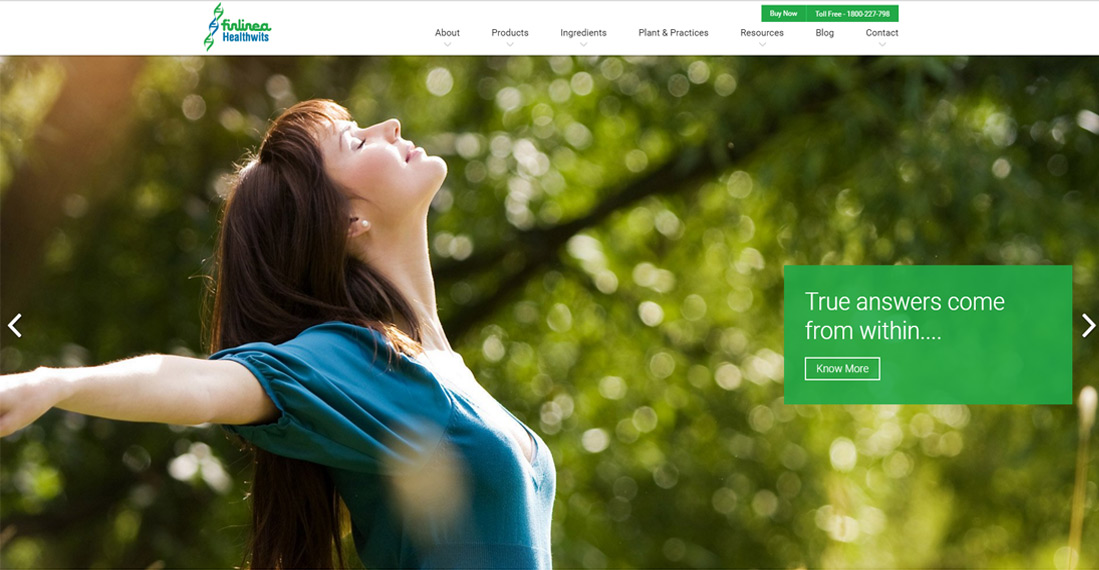 finlinea
Healthwits
Buy Now
Toll Free - 1800-227-798
About
Products
Ingredients
Plant & Practices
Resources
Blog
Contact
True answers come
from within....
Know More